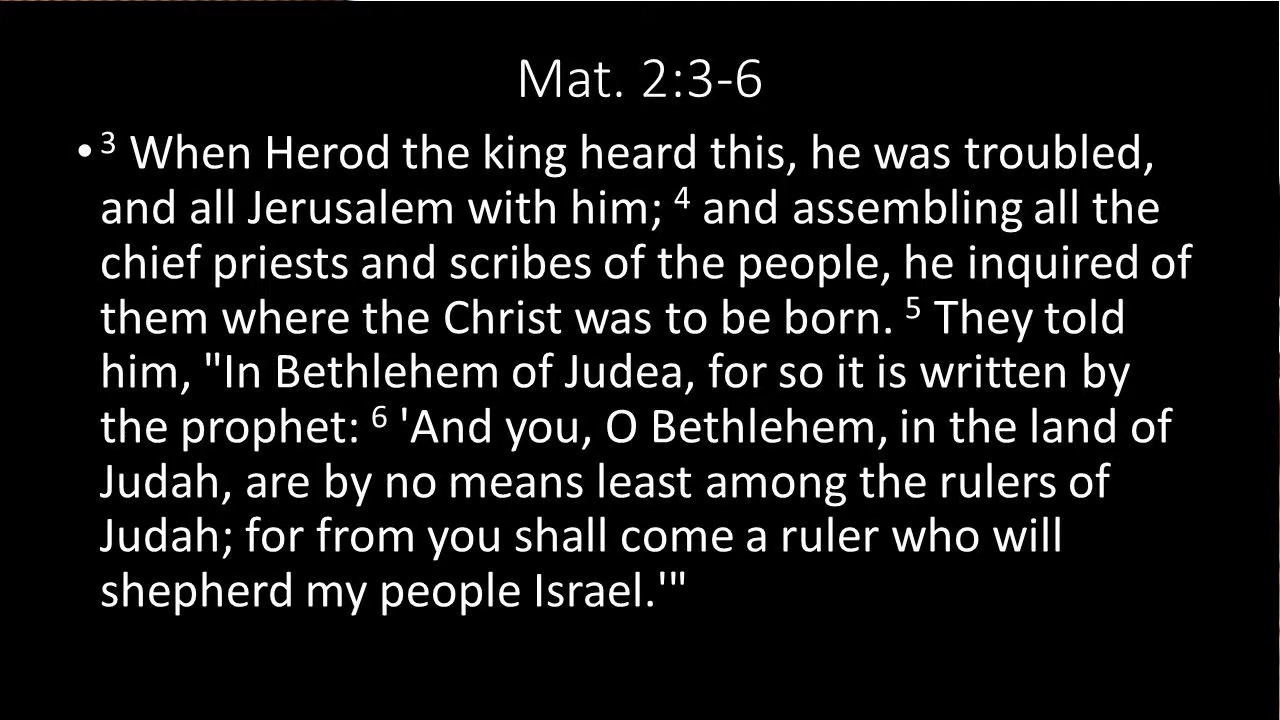 Mat. 2:3-6
• ³ When Herod the king heard this, he was troubled,
and all Jerusalem with him; ⁴ and assembling all the
chief priests and scribes of the people, he inquired of
them where the Christ was to be born. ⁵ They told
him, "In Bethlehem of Judea, for so it is written by
the prophet: ⁶ 'And you, O Bethlehem, in the land of
Judah, are by no means least among the rulers of
Judah; for from you shall come a ruler who will
shepherd my people Israel.'"